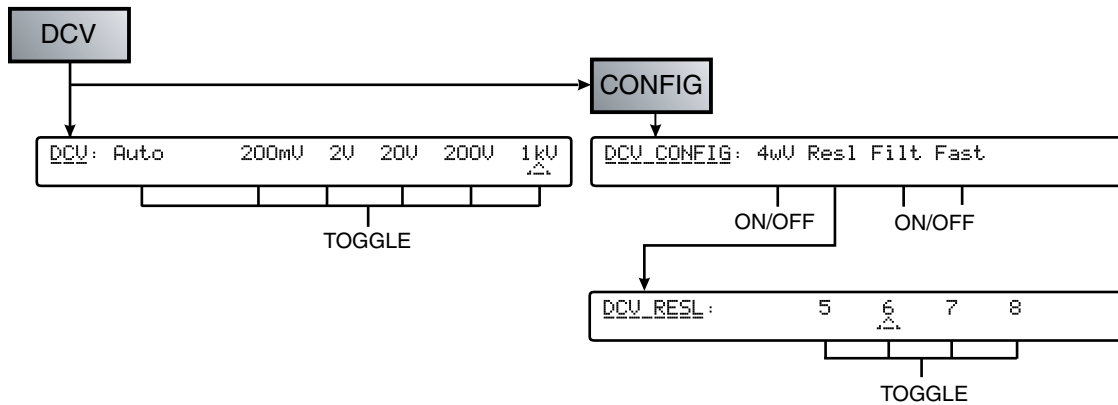 DCV
CONFIG
DCV: Auto 200mV 2V 20V 200V 1kV
DCV_CONFIG: 4wV Resl Filt Fast
TOGGLE
ON/OFF ON/OFF
DCV_RESL: 5 6 7 8
TOGGLE